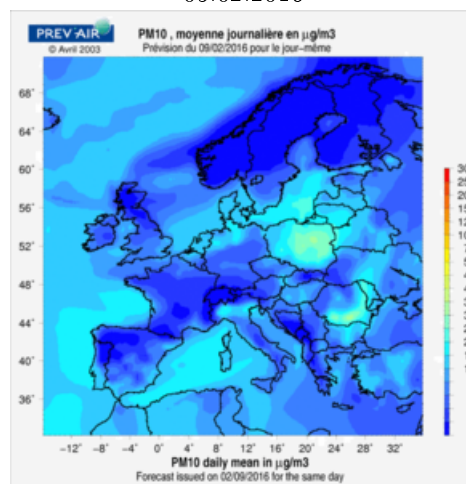 PREV'AIR
© Avril 2003
PM10 , moyenne journalière en µg/m3
Prévision du 09/02/2016 pour le jour-même
68°
64°
60°
56°
52°
48°
44°
40°
36°
−12° −8° −4° 0° 4° 8° 12° 16° 20° 24° 28° 32°
PM10 daily mean in µg/m3
Forecast issued on 02/09/2016 for the same day